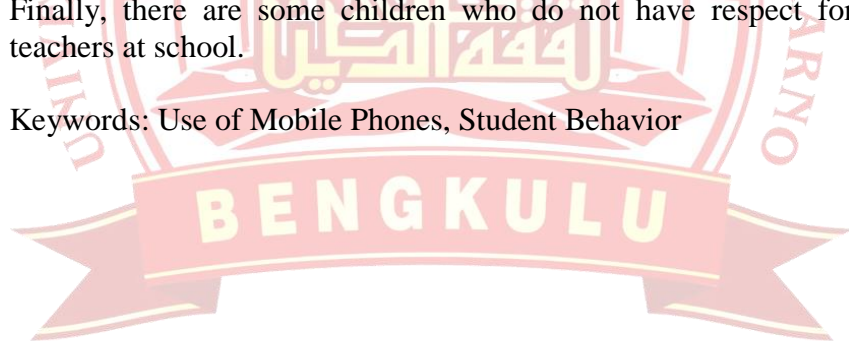 Finally, there are some children who do not have respect for
teachers at school.
Keywords: Use of Mobile Phones, Student Behavior
BENGKULU